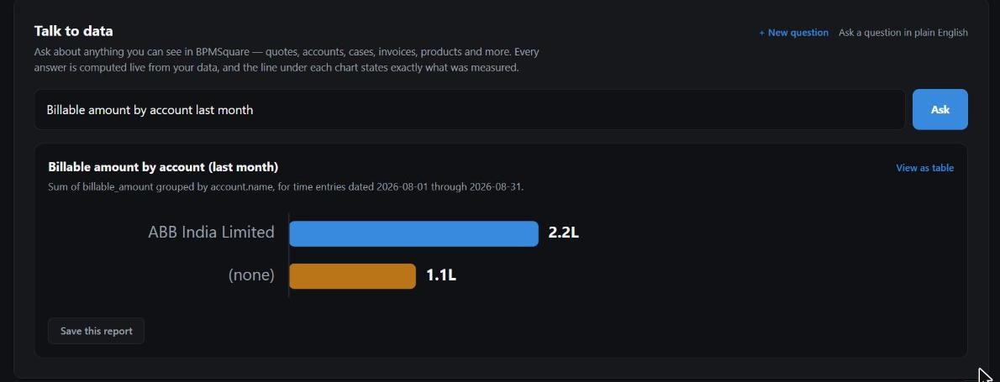 Talk to data
+ New question
Ask a question in plain English
Ask about anything you can see in BPMSquare — quotes, accounts, cases, invoices, products and more. Every
answer is computed live from your data, and the line under each chart states exactly what was measured.
Billable amount by account last month
Ask
Billable amount by account (last month)
View as table
Sum of billable_amount grouped by account.name, for time entries dated 2026-08-01 through 2026-08-31.
ABB India Limited
2.2L
(none)
1.1L
Save this report